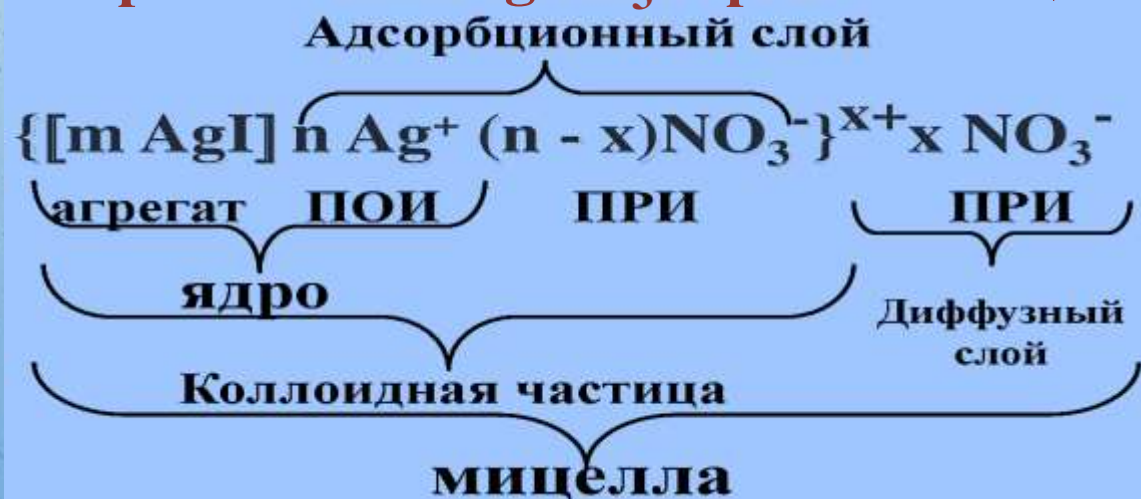 Адсорбционный слой
{[m AgI] n Ag⁺ (n - x)NO₃⁻}ˣ⁺ x NO₃⁻
агрегат ПОИ ПРИ ПРИ
ядро
Диффузный
слой
Коллоидная частица
мицелла